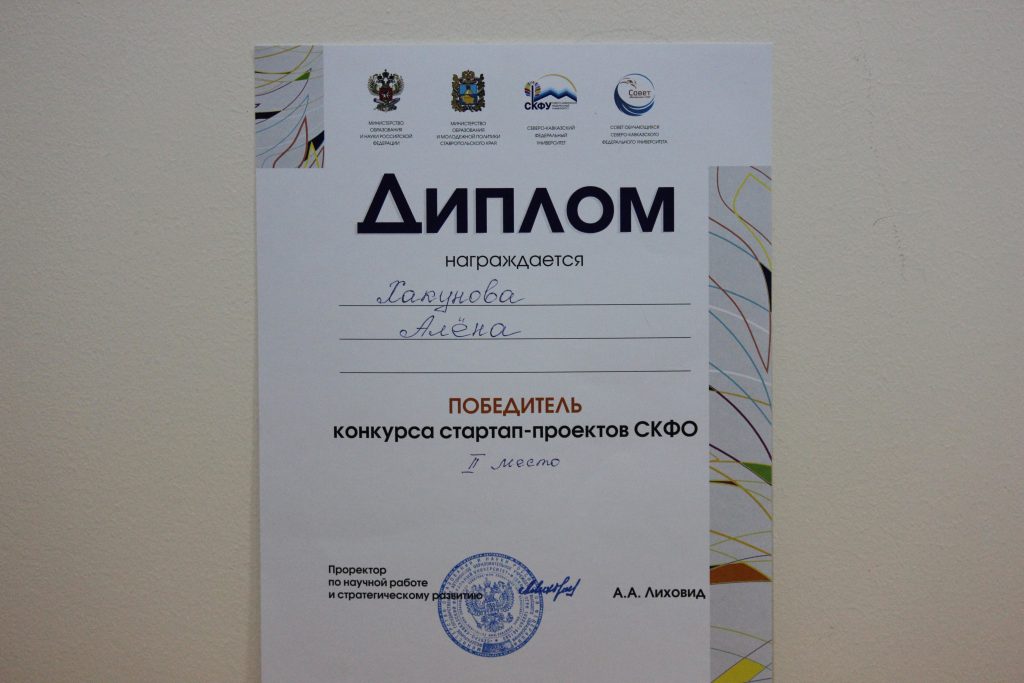 МИНИСТЕРСТВО
ОБРАЗОВАНИЯ
И НАУКИ РОССИЙСКОЙ
ФЕДЕРАЦИИ
МИНИСТЕРСТВО
ОБРАЗОВАНИЯ
И МОЛОДЕЖНОЙ ПОЛИТИКИ
СТАВРОПОЛЬСКОГО КРАЯ
СКФУ
СЕВЕРО-КАВКАЗСКИЙ
ФЕДЕРАЛЬНЫЙ
УНИВЕРСИТЕТ
Совет
СОВЕТ ОБУЧАЮЩИХСЯ
СЕВЕРО-КАВКАЗСКОГО
ФЕДЕРАЛЬНОГО УНИВЕРСИТЕТА
ДИПЛОМ
награждается
Хакунова
Алёна
ПОБЕДИТЕЛЬ
конкурса стартап-проектов СКФО
II место
Проректор
по научной работе
и стратегическому развитию
А.А. Лиховид